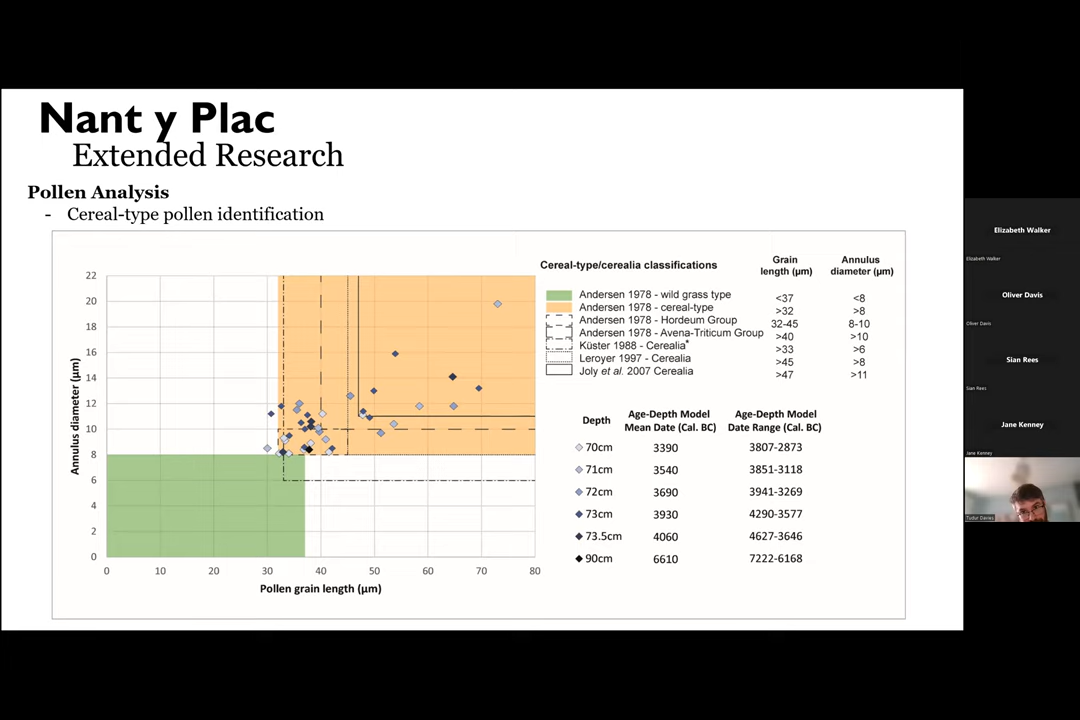 Nant y Plac
Extended Research
Pollen Analysis
- Cereal-type pollen identification
Cereal-type/cerealia classifications Grain length (μm) Annulus diameter (μm)
Andersen 1978 - wild grass type <37 <8
Andersen 1978 - cereal-type >32 >8
Andersen 1978 - Hordeum Group 32-45 8-10
Andersen 1978 - Avena-Triticum Group >40 >10
Küster 1988 - Cerealia* >33 >6
Leroyer 1997 - Cerealia >45 >8
Joly et al. 2007 Cerealia >47 >11
Depth Age-Depth Model Mean Date (Cal. BC) Age-Depth Model Date Range (Cal. BC)
70cm 3390 3807-2873
71cm 3540 3851-3118
72cm 3690 3941-3269
73cm 3930 4290-3577
73.5cm 4060 4627-3646
90cm 6610 7222-6168
Annulus diameter (μm)
22
20
18
16
14
12
10
8
6
4
2
0
0 10 20 30 40 50 60 70 80
Pollen grain length (μm)
Elizabeth Walker
Elizabeth Walker
Oliver Davis
Oliver Davis
Sian Rees
Sian Rees
Jane Kenney
Jane Kenney
Tudur Davies